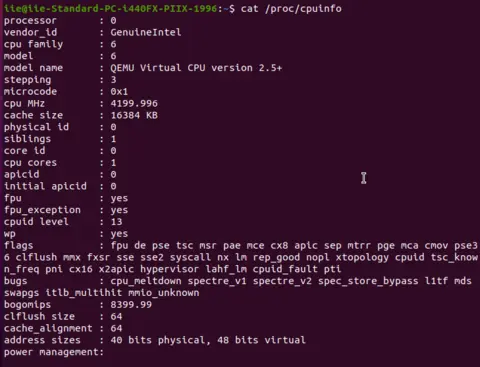 iie@iie-Standard-PC-i440FX-PIIX-1996:~$ cat /proc/cpuinfo
processor : 0
vendor_id : GenuineIntel
cpu family : 6
model : 6
model name : QEMU Virtual CPU version 2.5+
stepping : 3
microcode : 0x1
cpu MHz : 4199.996
cache size : 16384 KB
physical id : 0
siblings : 1
core id : 0
cpu cores : 1
apicid : 0
initial apicid : 0
fpu : yes
fpu_exception : yes
cpuid level : 13
wp : yes
flags : fpu de pse tsc msr pae mce cx8 apic sep mtrr pge mca cmov pse3
6 clflush mmx fxsr sse sse2 syscall nx lm rep_good nopl xtopology cpuid tsc_know
n_freq pni cx16 x2apic hypervisor lahf_lm cpuid_fault pti
bugs : cpu_meltdown spectre_v1 spectre_v2 spec_store_bypass l1tf mds
swapgs itlb_multihit mmio_unknown
bogomips : 8399.99
clflush size : 64
cache_alignment : 64
address sizes : 40 bits physical, 48 bits virtual
power management: